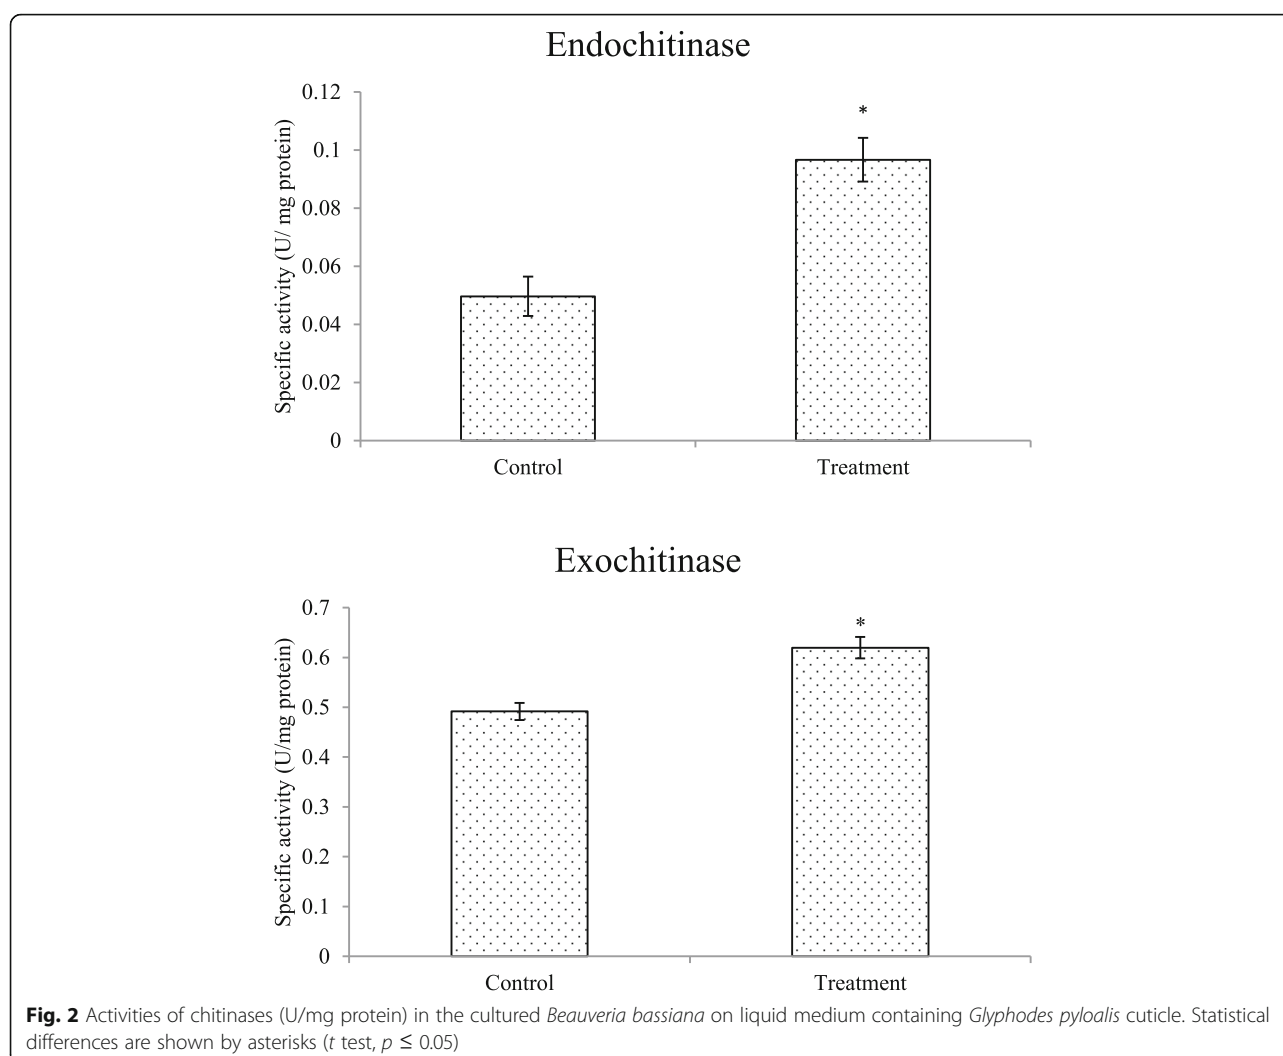 Endochitinase
0.12
*
0.1
0.08
0.06
0.04
0.02
0
Specific activity (U/ mg protein)
Control Treatment
Exochitinase
0.7
*
0.6
0.5
0.4
0.3
0.2
0.1
0
Specific activity (U/mg protein)
Control Treatment
Fig. 2 Activities of chitinases (U/mg protein) in the cultured Beauveria bassiana on liquid medium containing Glyphodes pyloalis cuticle. Statistical
differences are shown by asterisks (t test, p ≤ 0.05)